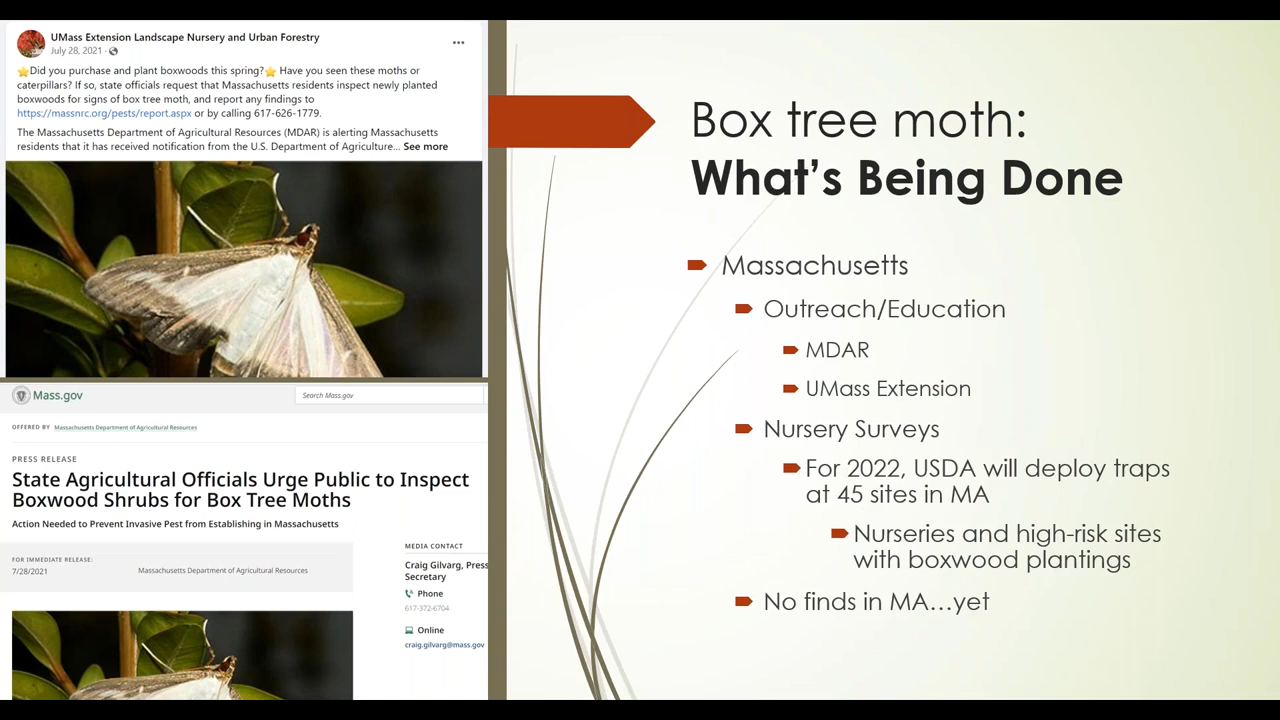 UMass Extension Landscape Nursery and Urban Forestry
July 28, 2021 ·
⭐Did you purchase and plant boxwoods this spring?⭐ Have you seen these moths or
caterpillars? If so, state officials request that Massachusetts residents inspect newly planted
boxwoods for signs of box tree moth, and report any findings to
https://massnrc.org/pests/report.aspx or by calling 617-626-1779.
The Massachusetts Department of Agricultural Resources (MDAR) is alerting Massachusetts
residents that it has received notification from the U.S. Department of Agriculture... See more
Mass.gov
Search Mass.gov
OFFERED BY Massachusetts Department of Agricultural Resources
PRESS RELEASE
State Agricultural Officials Urge Public to Inspect
Boxwood Shrubs for Box Tree Moths
Action Needed to Prevent Invasive Pest from Establishing in Massachusetts
FOR IMMEDIATE RELEASE:
7/28/2021
Massachusetts Department of Agricultural Resources
MEDIA CONTACT
Craig Gilvarg, Press
Secretary
Phone
617-372-6704
Online
craig.gilvarg@mass.gov
Box tree moth:
What's Being Done
Massachusetts
Outreach/Education
MDAR
UMass Extension
Nursery Surveys
For 2022, USDA will deploy traps
at 45 sites in MA
Nurseries and high-risk sites
with boxwood plantings
No finds in MA…yet